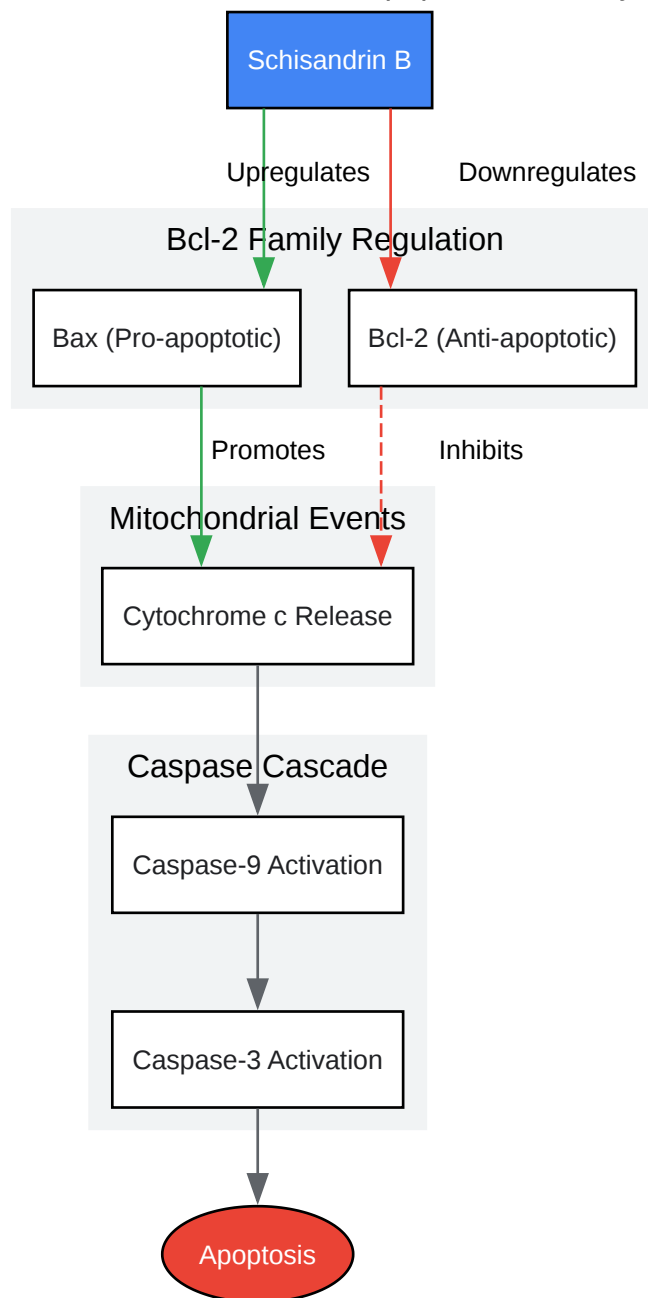 Schisandrin B
Upregulates
Downregulates
Bcl-2 Family Regulation
Bax (Pro-apoptotic)
Bcl-2 (Anti-apoptotic)
Promotes
Inhibits
Mitochondrial Events
Cytochrome c Release
Caspase Cascade
Caspase-9 Activation
Caspase-3 Activation
Apoptosis